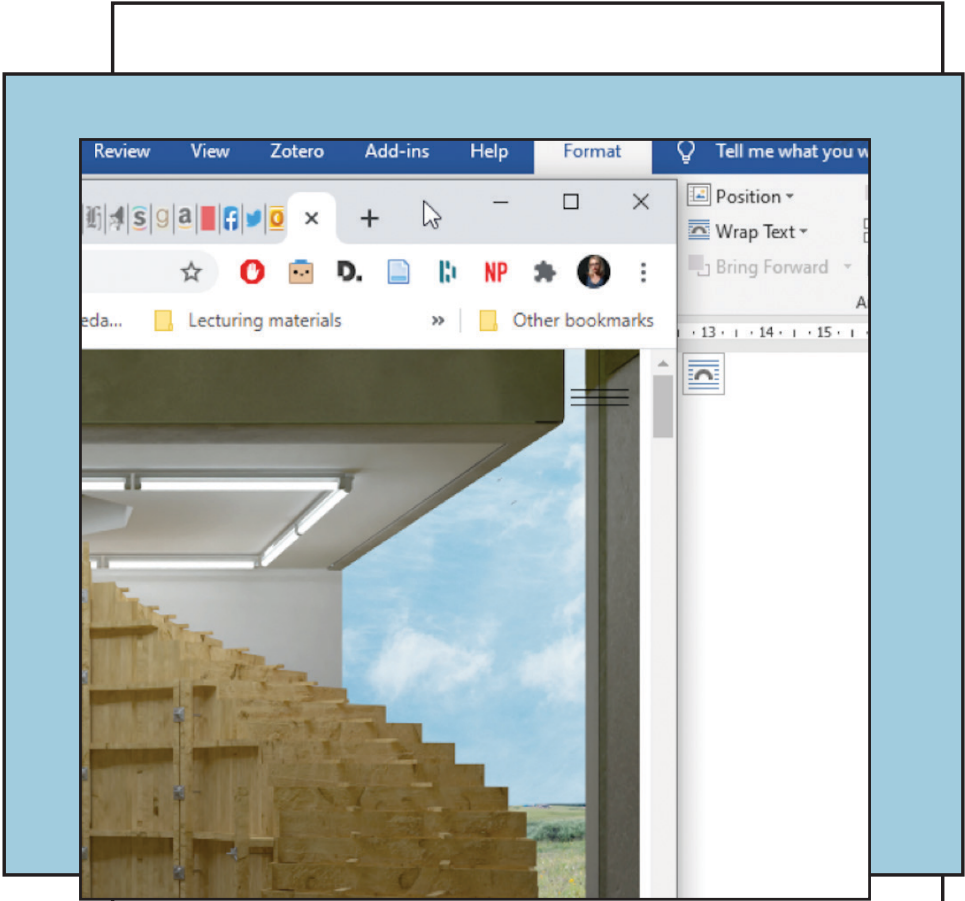 Review View Zotero Add-ins Help Format Tell me what you w
Position
Wrap Text
Bring Forward
D. NP
eda... Lecturing materials » Other bookmarks
13 14 15